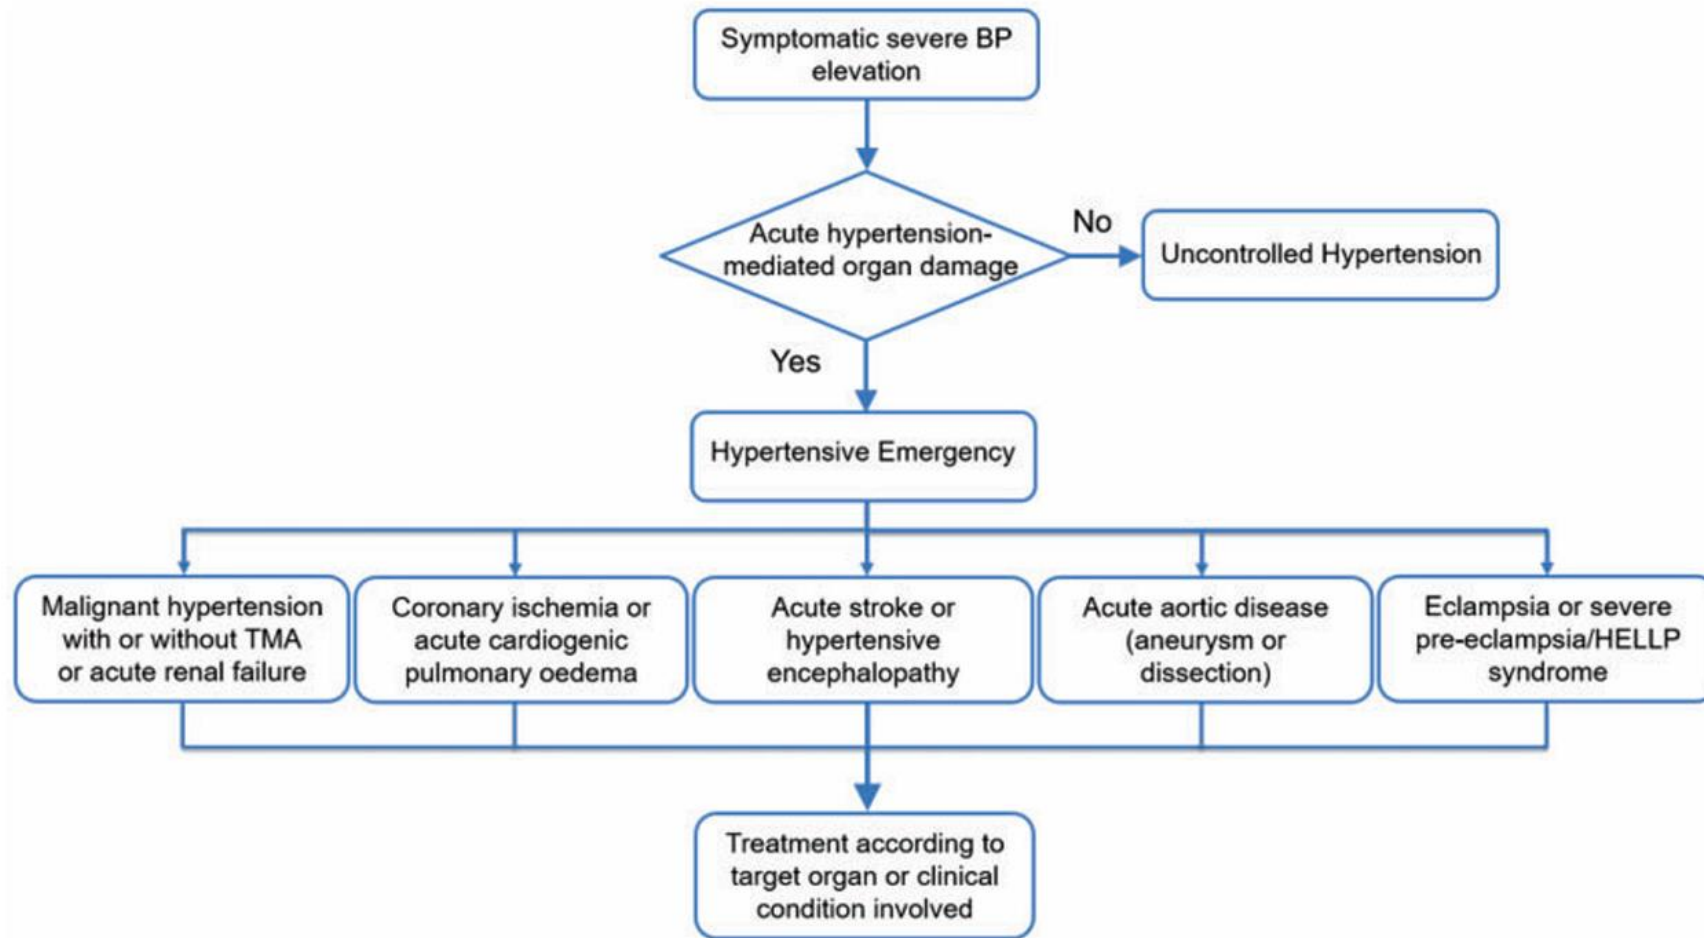 Symptomatic severe BP
elevation
Acute hypertension-
mediated organ damage
No
Uncontrolled Hypertension
Yes
Hypertensive Emergency
Malignant hypertension
with or without TMA
or acute renal failure
Coronary ischemia or
acute cardiogenic
pulmonary oedema
Acute stroke or
hypertensive
encephalopathy
Acute aortic disease
(aneurysm or
dissection)
Eclampsia or severe
pre-eclampsia/HELLP
syndrome
Treatment according to
target organ or clinical
condition involved